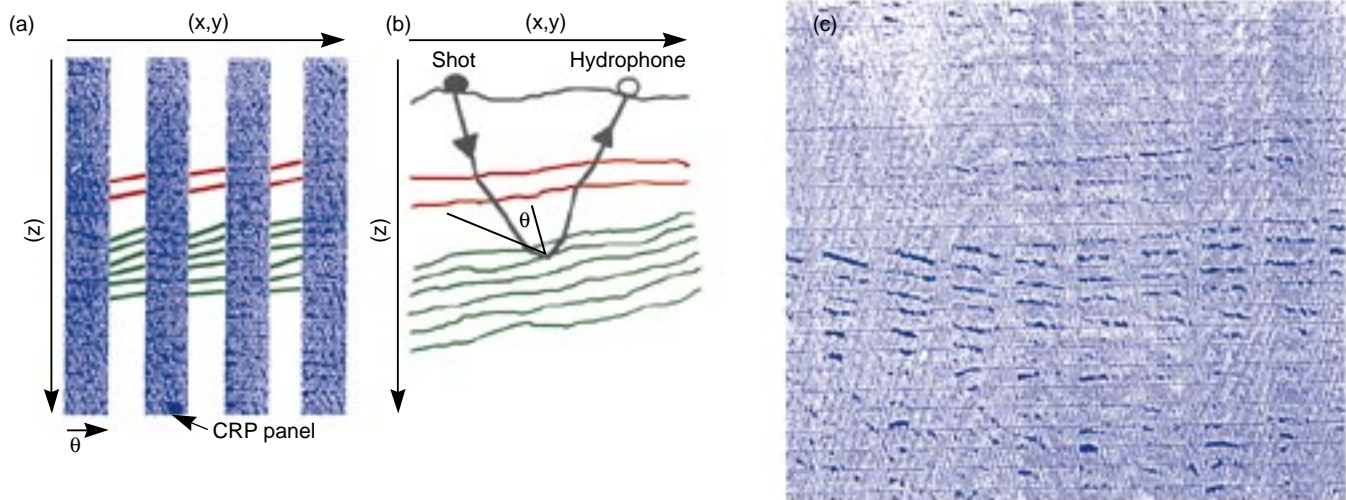 (a)
(x,y)
(z)
θ
CRP panel
(b)
(x,y)
Shot
Hydrophone
(z)
θ
(c)